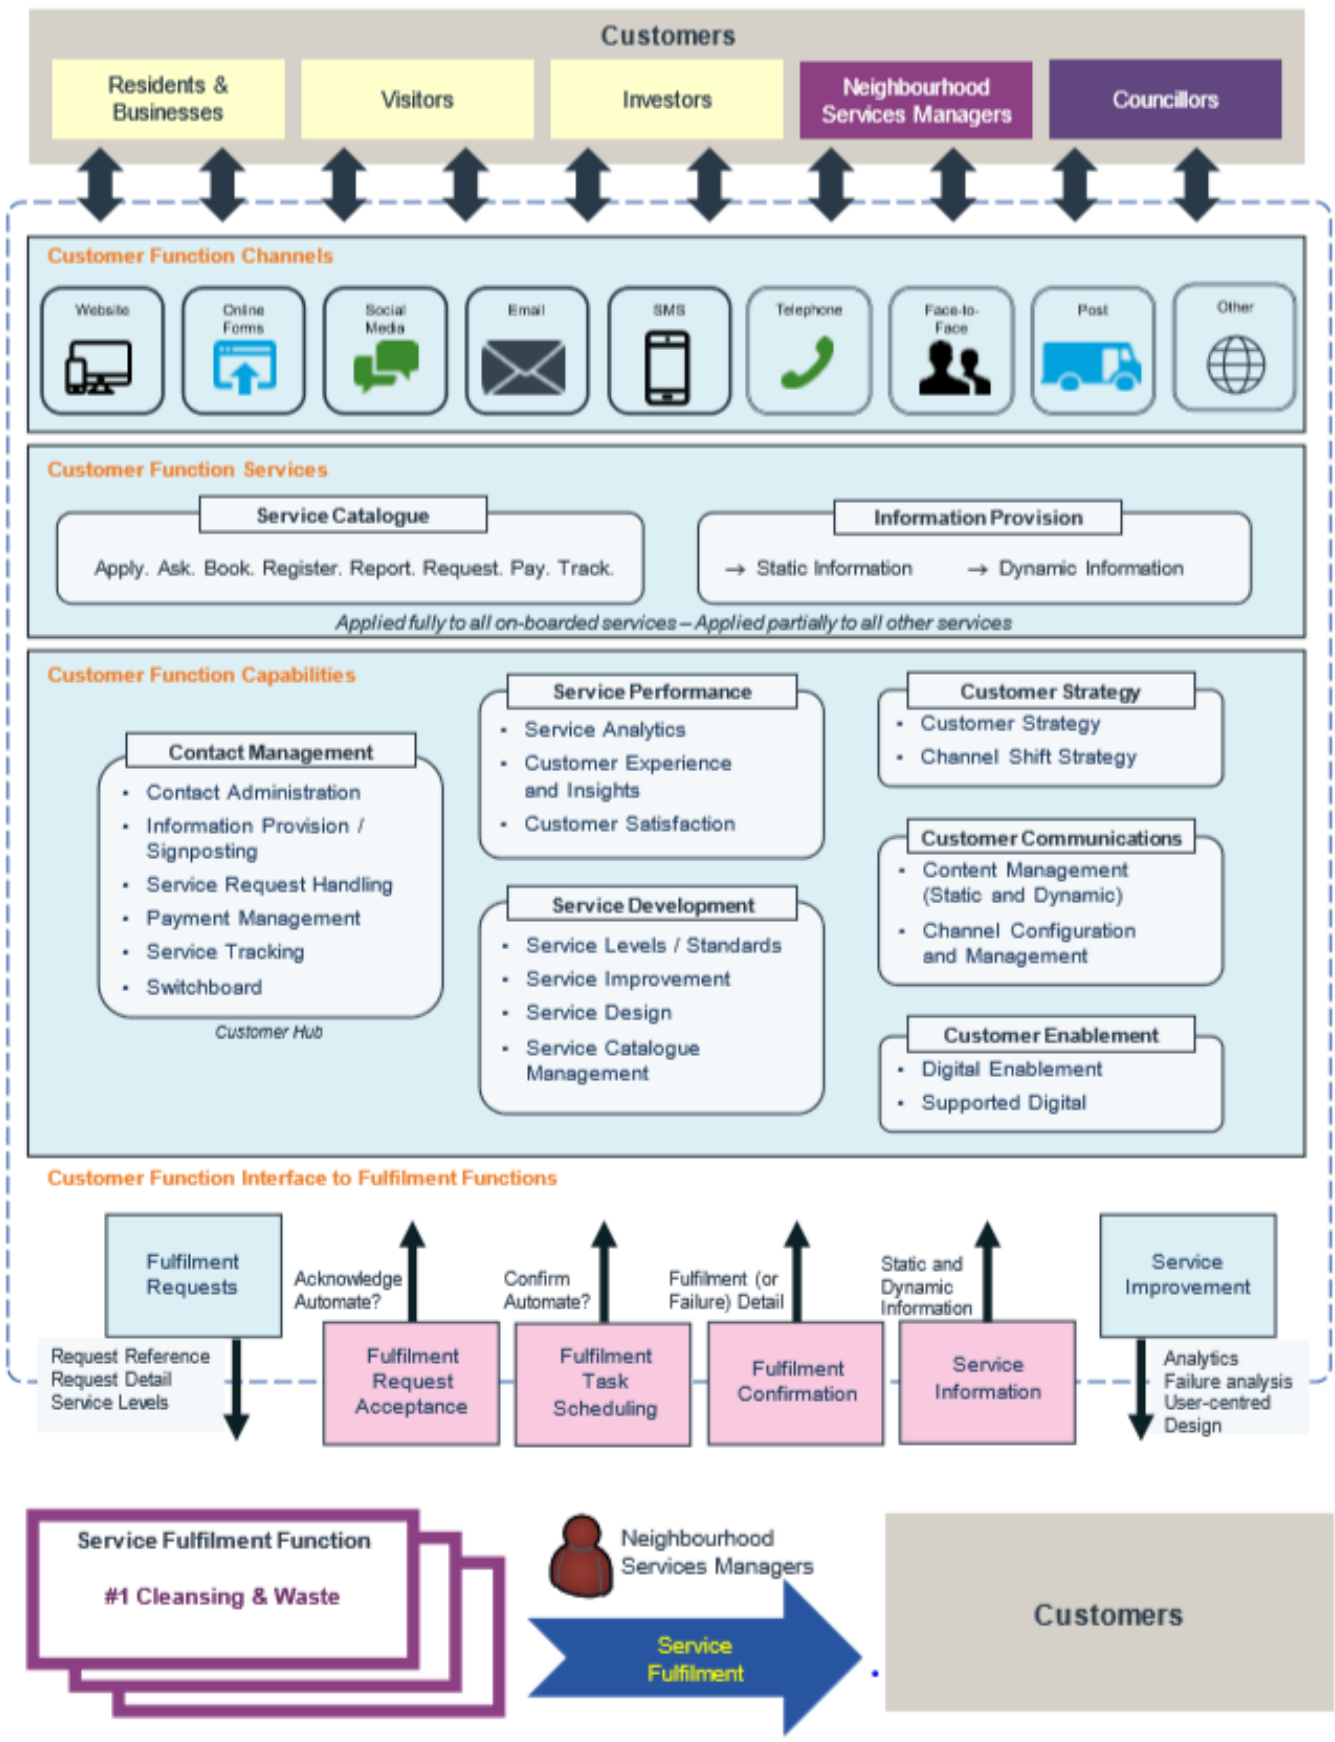 Customers
Residents &
Businesses
Visitors
Investors
Neighbourhood
Services Managers
Councillors
Customer Function Channels
Website
Online
Forms
Social
Media
Email
SMS
Telephone
Face-to-
Face
Post
Other
Customer Function Services
Service Catalogue
Apply. Ask. Book. Register. Report. Request. Pay. Track.
Information Provision
→ Static Information
→ Dynamic Information
Applied fully to all on-boarded services – Applied partially to all other services
Customer Function Capabilities
Contact Management
• Contact Administration
• Information Provision /
Signposting
• Service Request Handling
• Payment Management
• Service Tracking
• Switchboard
Customer Hub
Service Performance
• Service Analytics
• Customer Experience
and Insights
• Customer Satisfaction
Service Development
• Service Levels / Standards
• Service Improvement
• Service Design
• Service Catalogue
Management
Customer Strategy
• Customer Strategy
• Channel Shift Strategy
Customer Communications
• Content Management
(Static and Dynamic)
• Channel Configuration
and Management
Customer Enablement
• Digital Enablement
• Supported Digital
Customer Function Interface to Fulfilment Functions
Fulfilment
Requests
Request Reference
Request Detail
Service Levels
Acknowledge
Automate?
Fulfilment
Request
Acceptance
Confirm
Automate?
Fulfilment
Task
Scheduling
Fulfilment (or
Failure) Detail
Fulfilment
Confirmation
Static and
Dynamic
Information
Service
Information
Service
Improvement
Analytics
Failure analysis
User-centred
Design
Service Fulfilment Function
#1 Cleansing & Waste
Neighbourhood
Services Managers
Service
Fulfilment
Customers